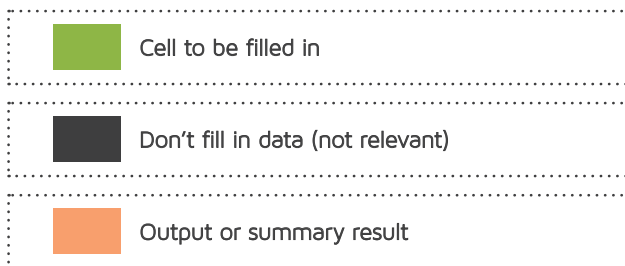 Cell to be filled in
Don’t fill in data (not relevant)
Output or summary result